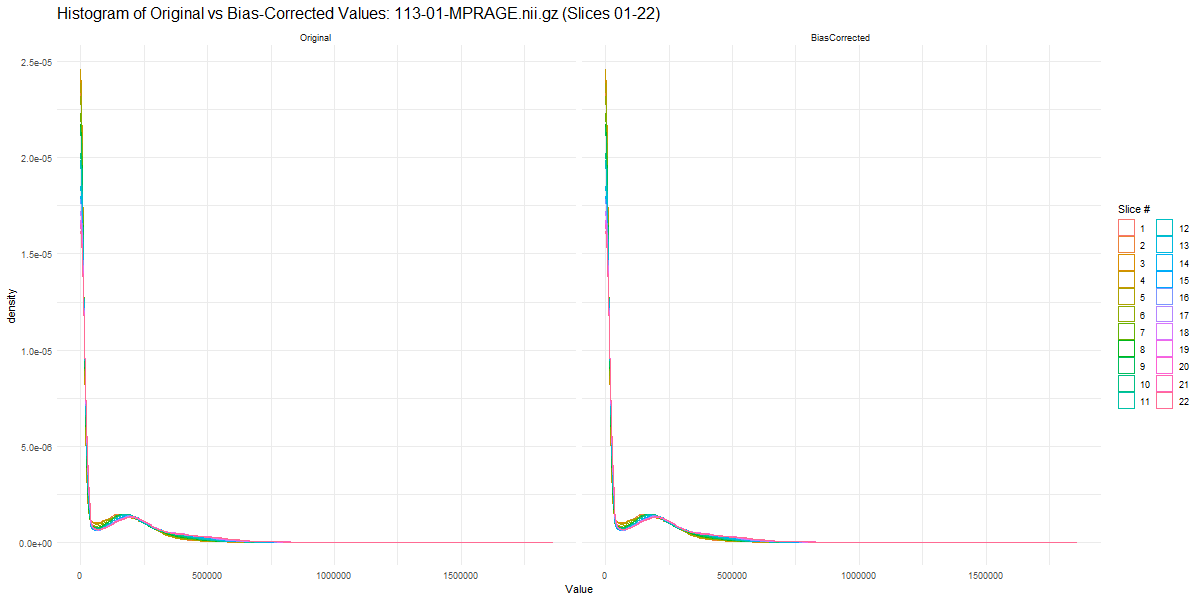 Histogram of Original vs Bias-Corrected Values: 113-01-MPRAGE.nii.gz (Slices 01-22)
Original
BiasCorrected
2.5e-05
2.0e-05
1.5e-05
1.0e-05
5.0e-06
0.0e+00
density
0
500000
1000000
1500000
0
500000
1000000
1500000
Value
Slice #
1
2
3
4
5
6
7
8
9
10
11
12
13
14
15
16
17
18
19
20
21
22